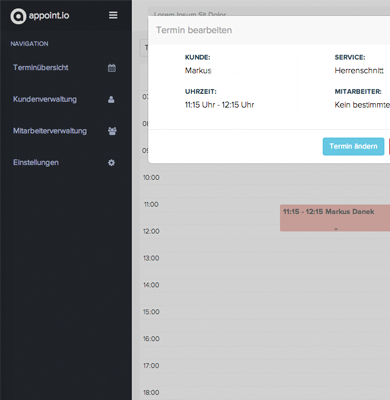 appoint.io
Lorem Ipsum Sit Dolor
NAVIGATION
Terminübersicht
Kundenverwaltung
Mitarbeiterverwaltung
Einstellungen
Termin bearbeiten
KUNDE:
Markus
SERVICE:
Herrenschnitt
UHRZEIT:
11:15 Uhr - 12:15 Uhr
MITARBEITER:
Kein bestimmte
Termin ändern
10:00
11:00
11:15 - 12:15 Markus Danek
12:00
13:00
14:00
15:00
16:00
17:00
18:00